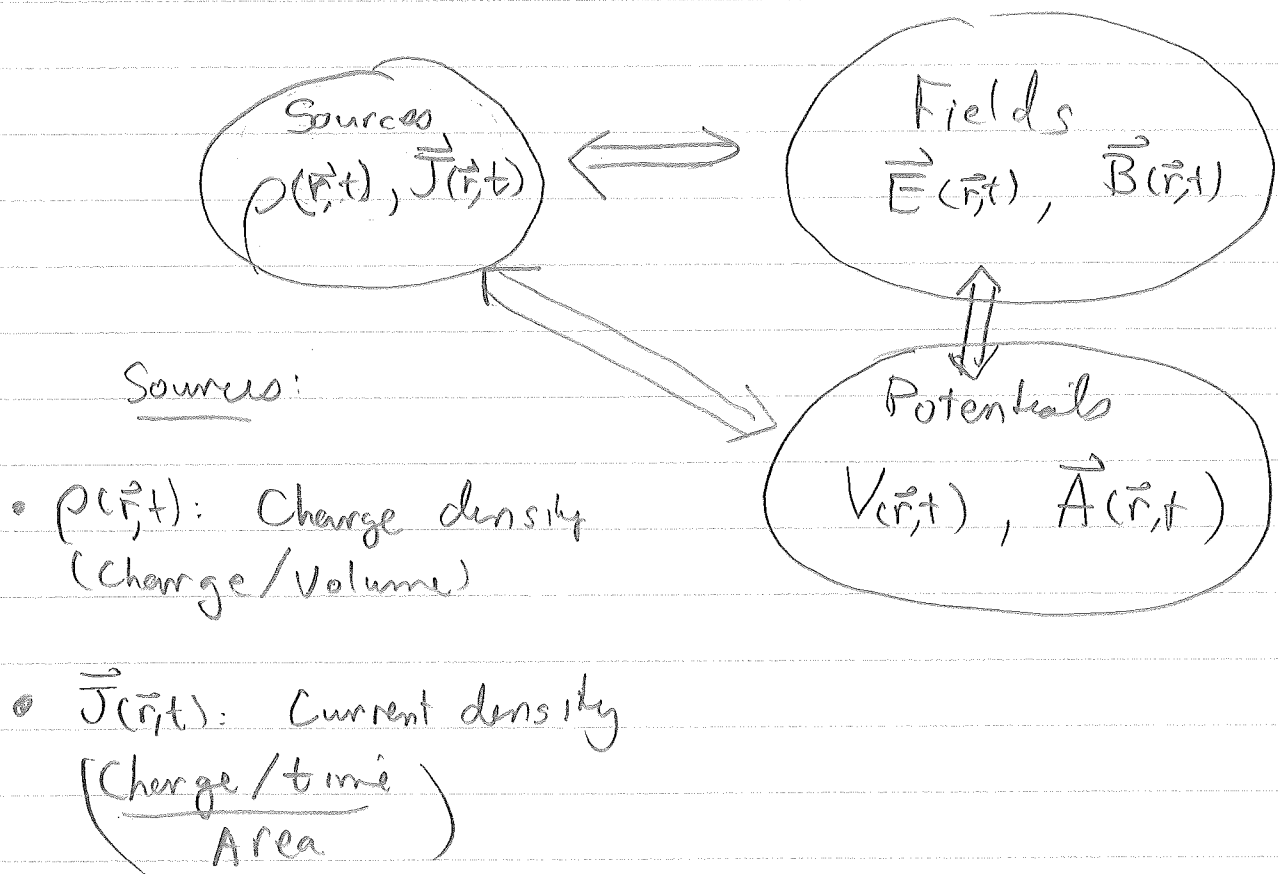 Sources
ρ(r⃗,t), J⃗(r⃗,t)
Fields
E⃗(r⃗,t), B⃗(r⃗,t)
Sources:
Potentials
V(r⃗,t), A⃗(r⃗,t)
• ρ(r⃗,t): Charge density
(Charge/Volume)
• J⃗(r⃗,t): Current density
(Charge/time
Area)